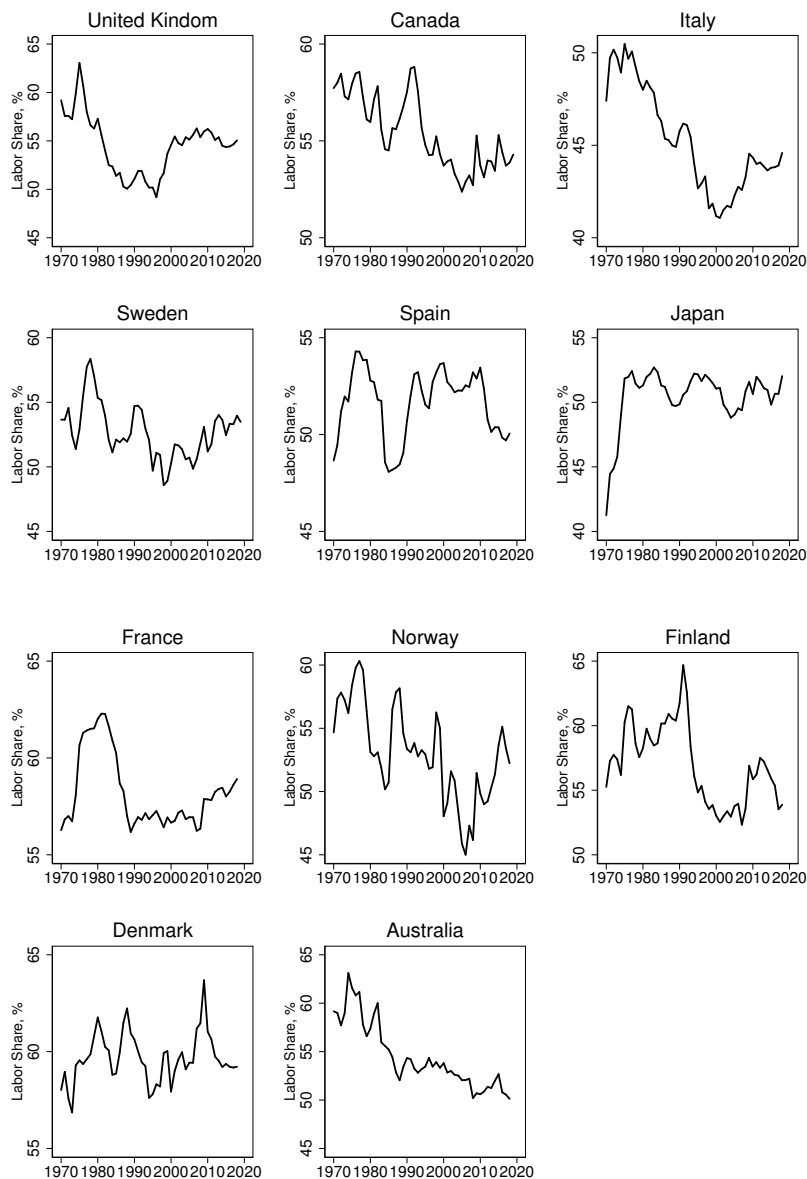 United Kindom
Canada
Italy
Labor Share, %
45 50 55 60 65
1970 1980 1990 2000 2010 2020
Labor Share, %
50 55 60
1970 1980 1990 2000 2010 2020
Labor Share, %
40 45 50
1970 1980 1990 2000 2010 2020
Sweden
Spain
Japan
Labor Share, %
45 50 55 60
1970 1980 1990 2000 2010 2020
Labor Share, %
45 50 55
1970 1980 1990 2000 2010 2020
Labor Share, %
40 45 50 55
1970 1980 1990 2000 2010 2020
France
Norway
Finland
Labor Share, %
55 60 65
1970 1980 1990 2000 2010 2020
Labor Share, %
45 50 55 60
1970 1980 1990 2000 2010 2020
Labor Share, %
50 55 60 65
1970 1980 1990 2000 2010 2020
Denmark
Australia
Labor Share, %
55 60 65
1970 1980 1990 2000 2010 2020
Labor Share, %
45 50 55 60 65
1970 1980 1990 2000 2010 2020